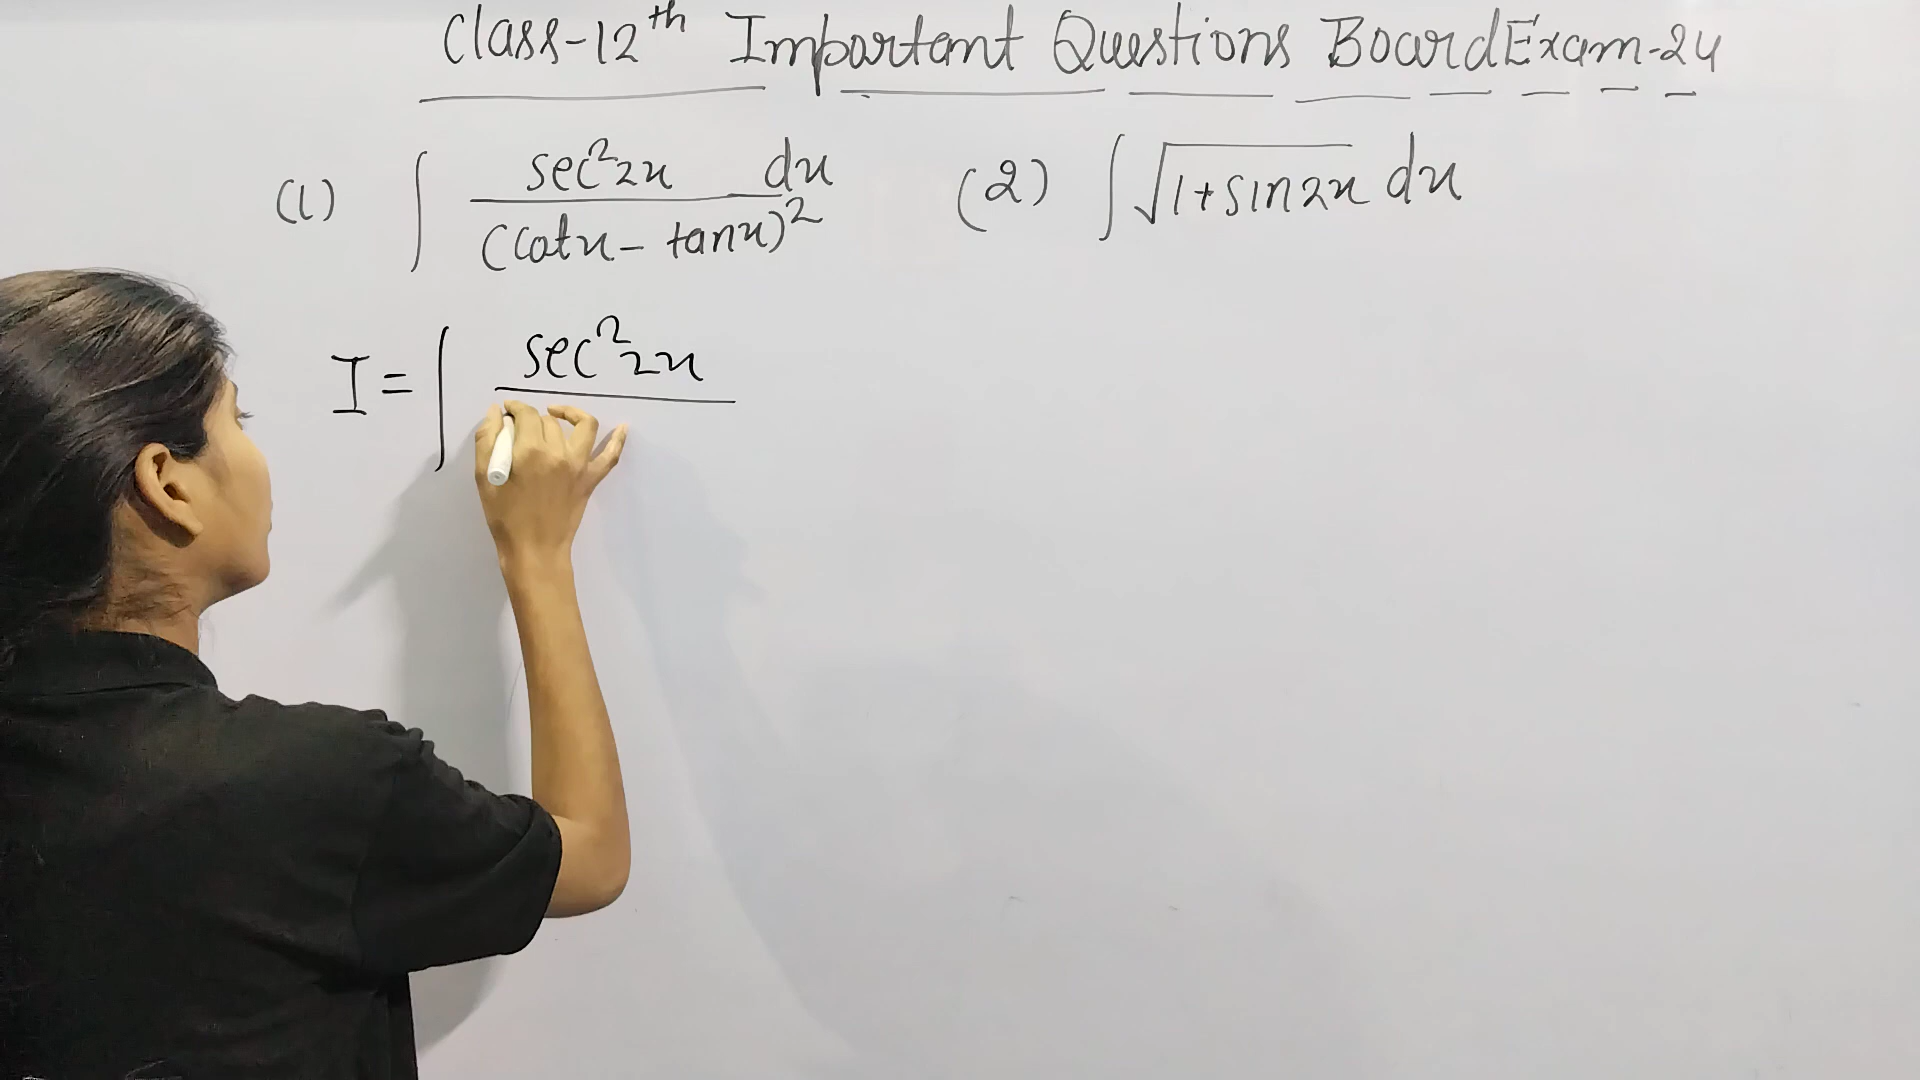 Class-12th Important Questions Board Exam-24
(1) ∫ sec²2x dx / (cotx - tanx)² (2) ∫ √1+sin2x dx
I = ∫ sec²2x